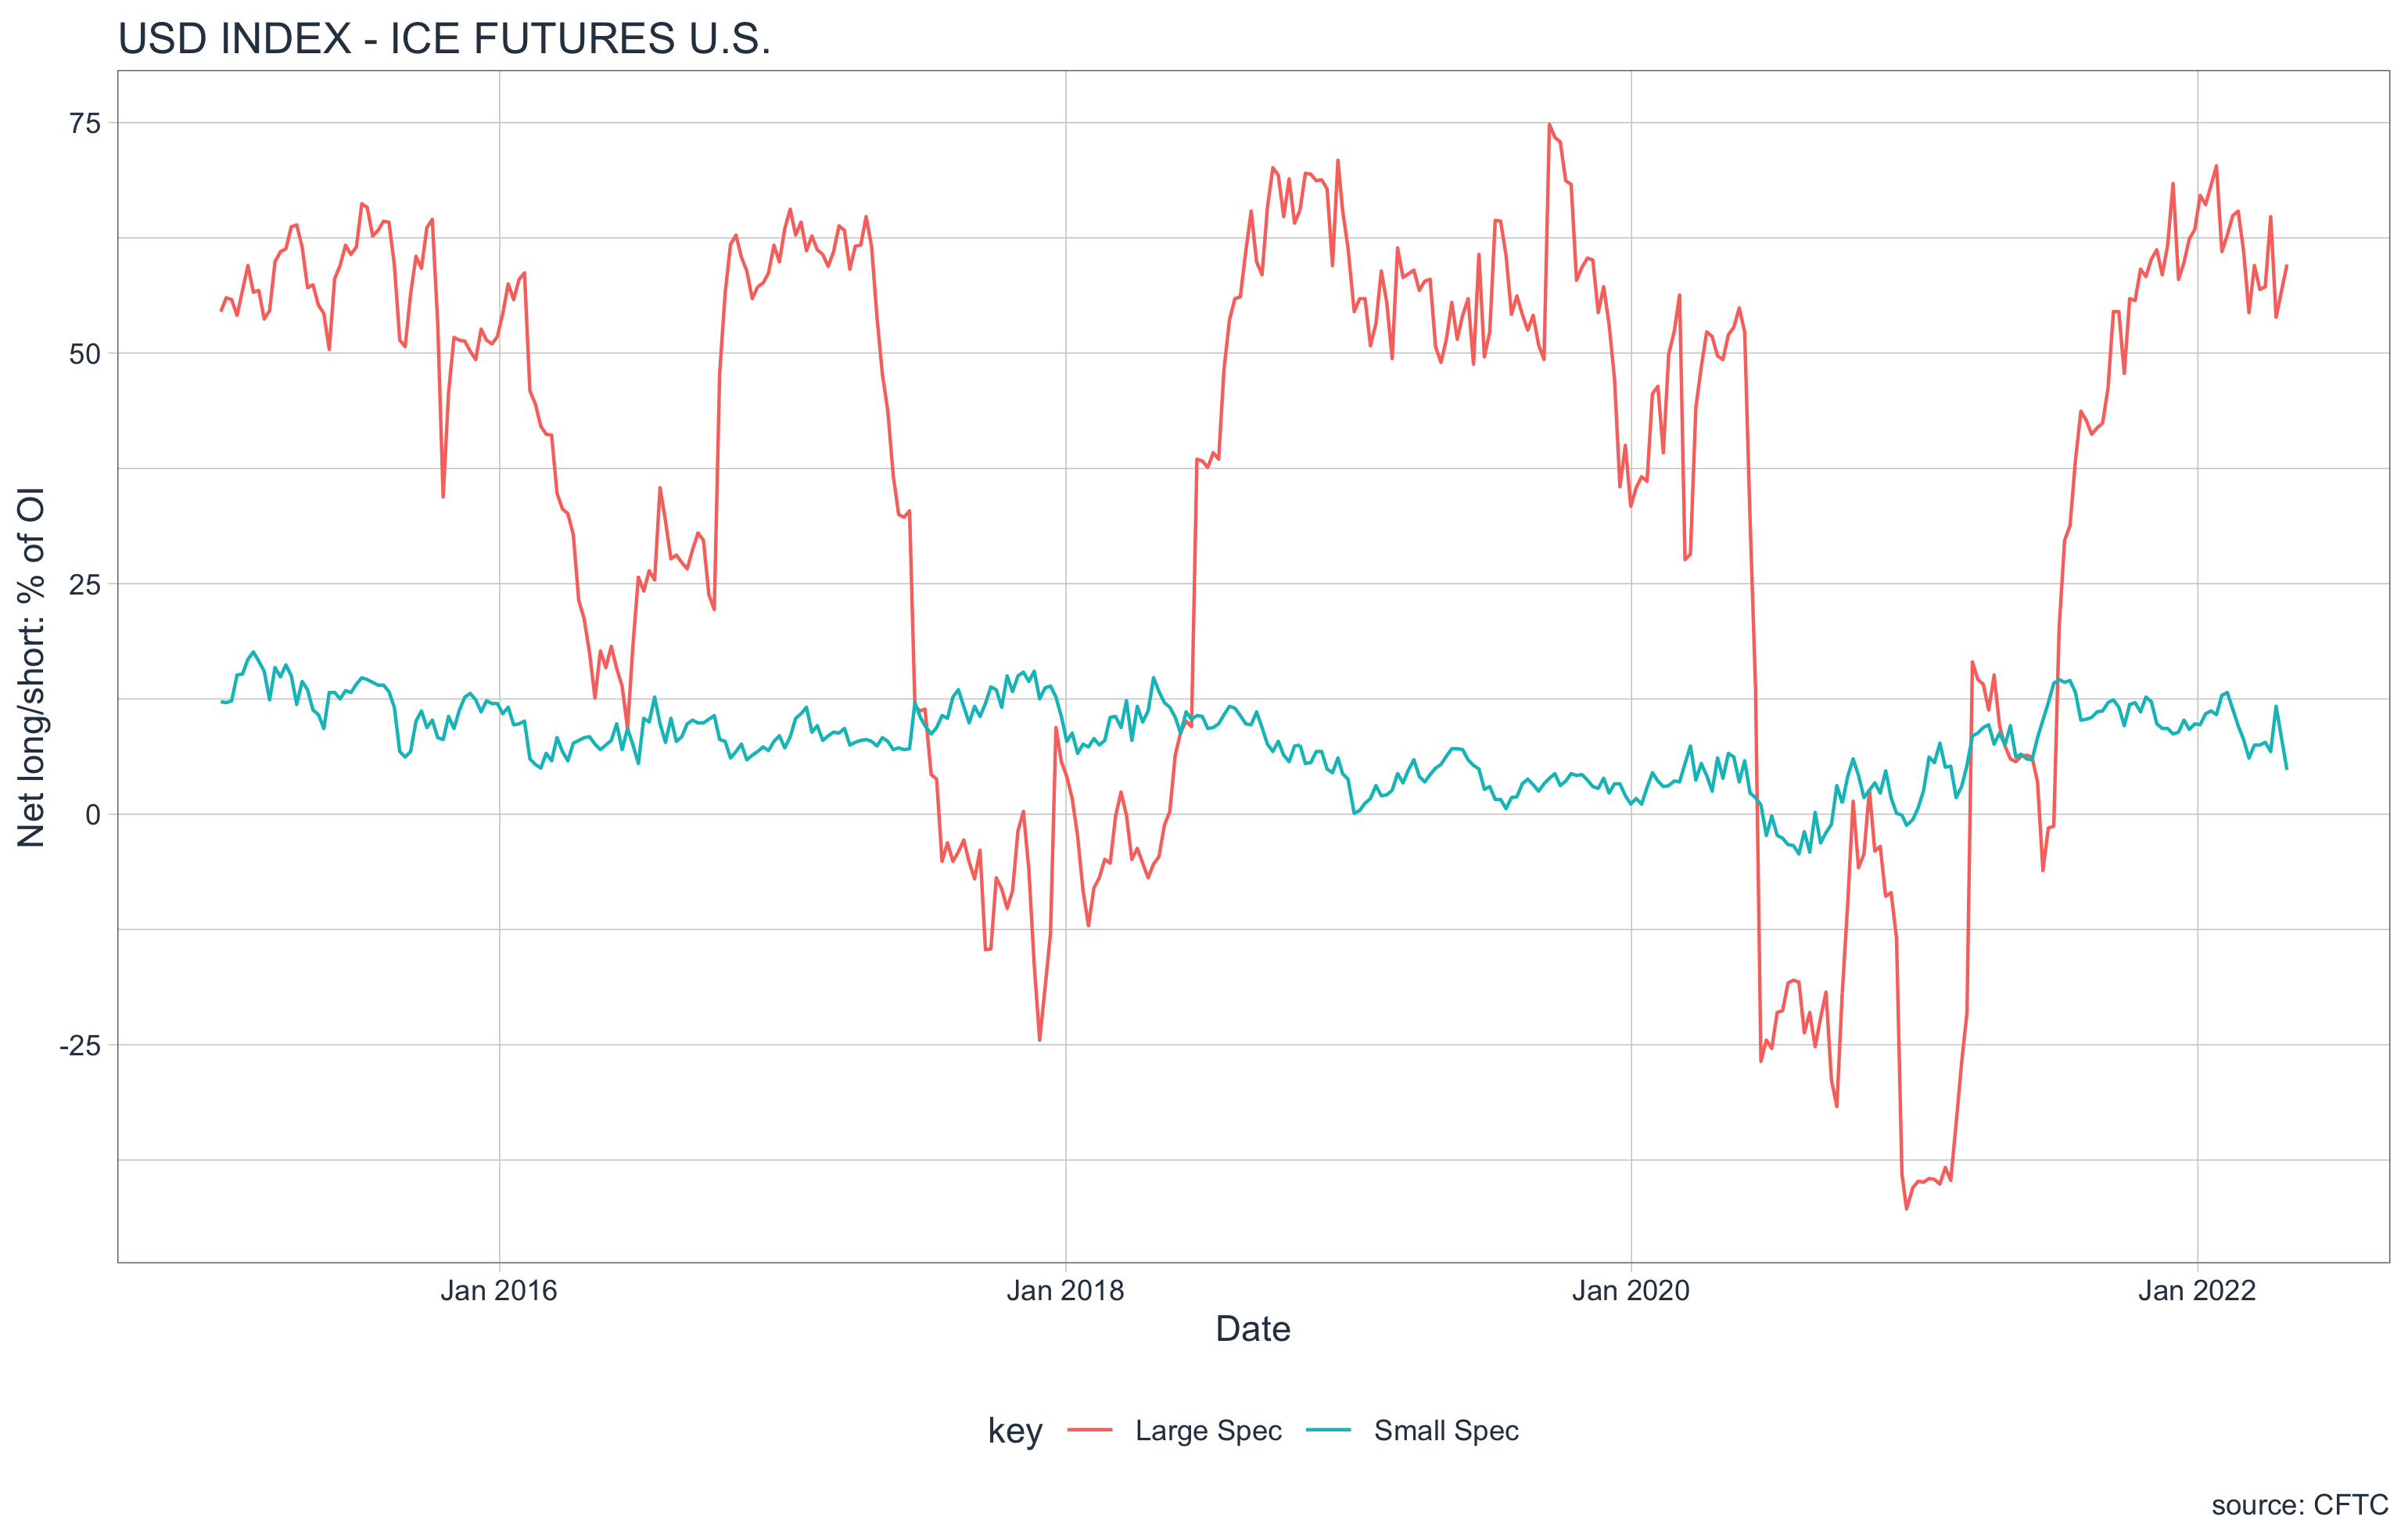 USD INDEX - ICE FUTURES U.S.
Net long/short: % of OI
75
50
25
0
-25
Jan 2016 Jan 2018 Jan 2020 Jan 2022
Date
key Large Spec Small Spec
source: CFTC